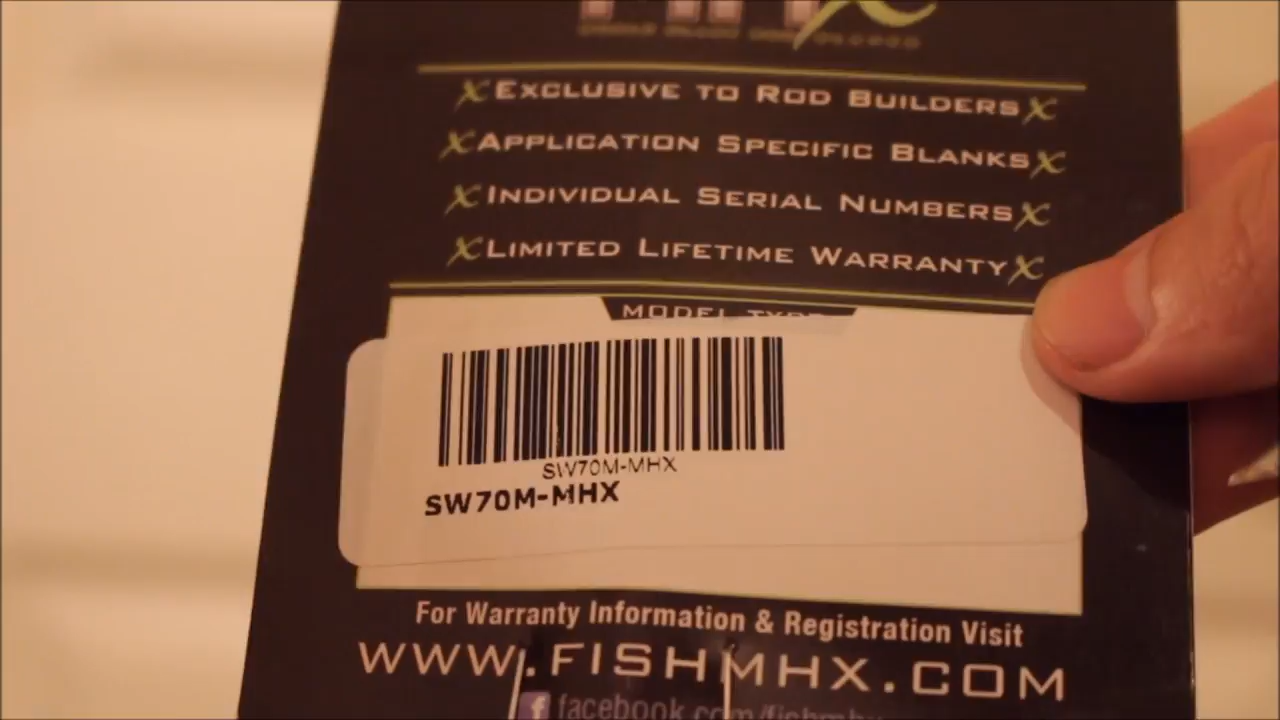 EXCLUSIVE TO ROD BUILDERS
APPLICATION SPECIFIC BLANKS
INDIVIDUAL SERIAL NUMBERS
LIMITED LIFETIME WARRANTY
MODEL TYPE
SW70M-MHX
SW70M-MHX
For Warranty Information & Registration Visit
WWW.FISHMHX.COM
facebook.com/fishmhx